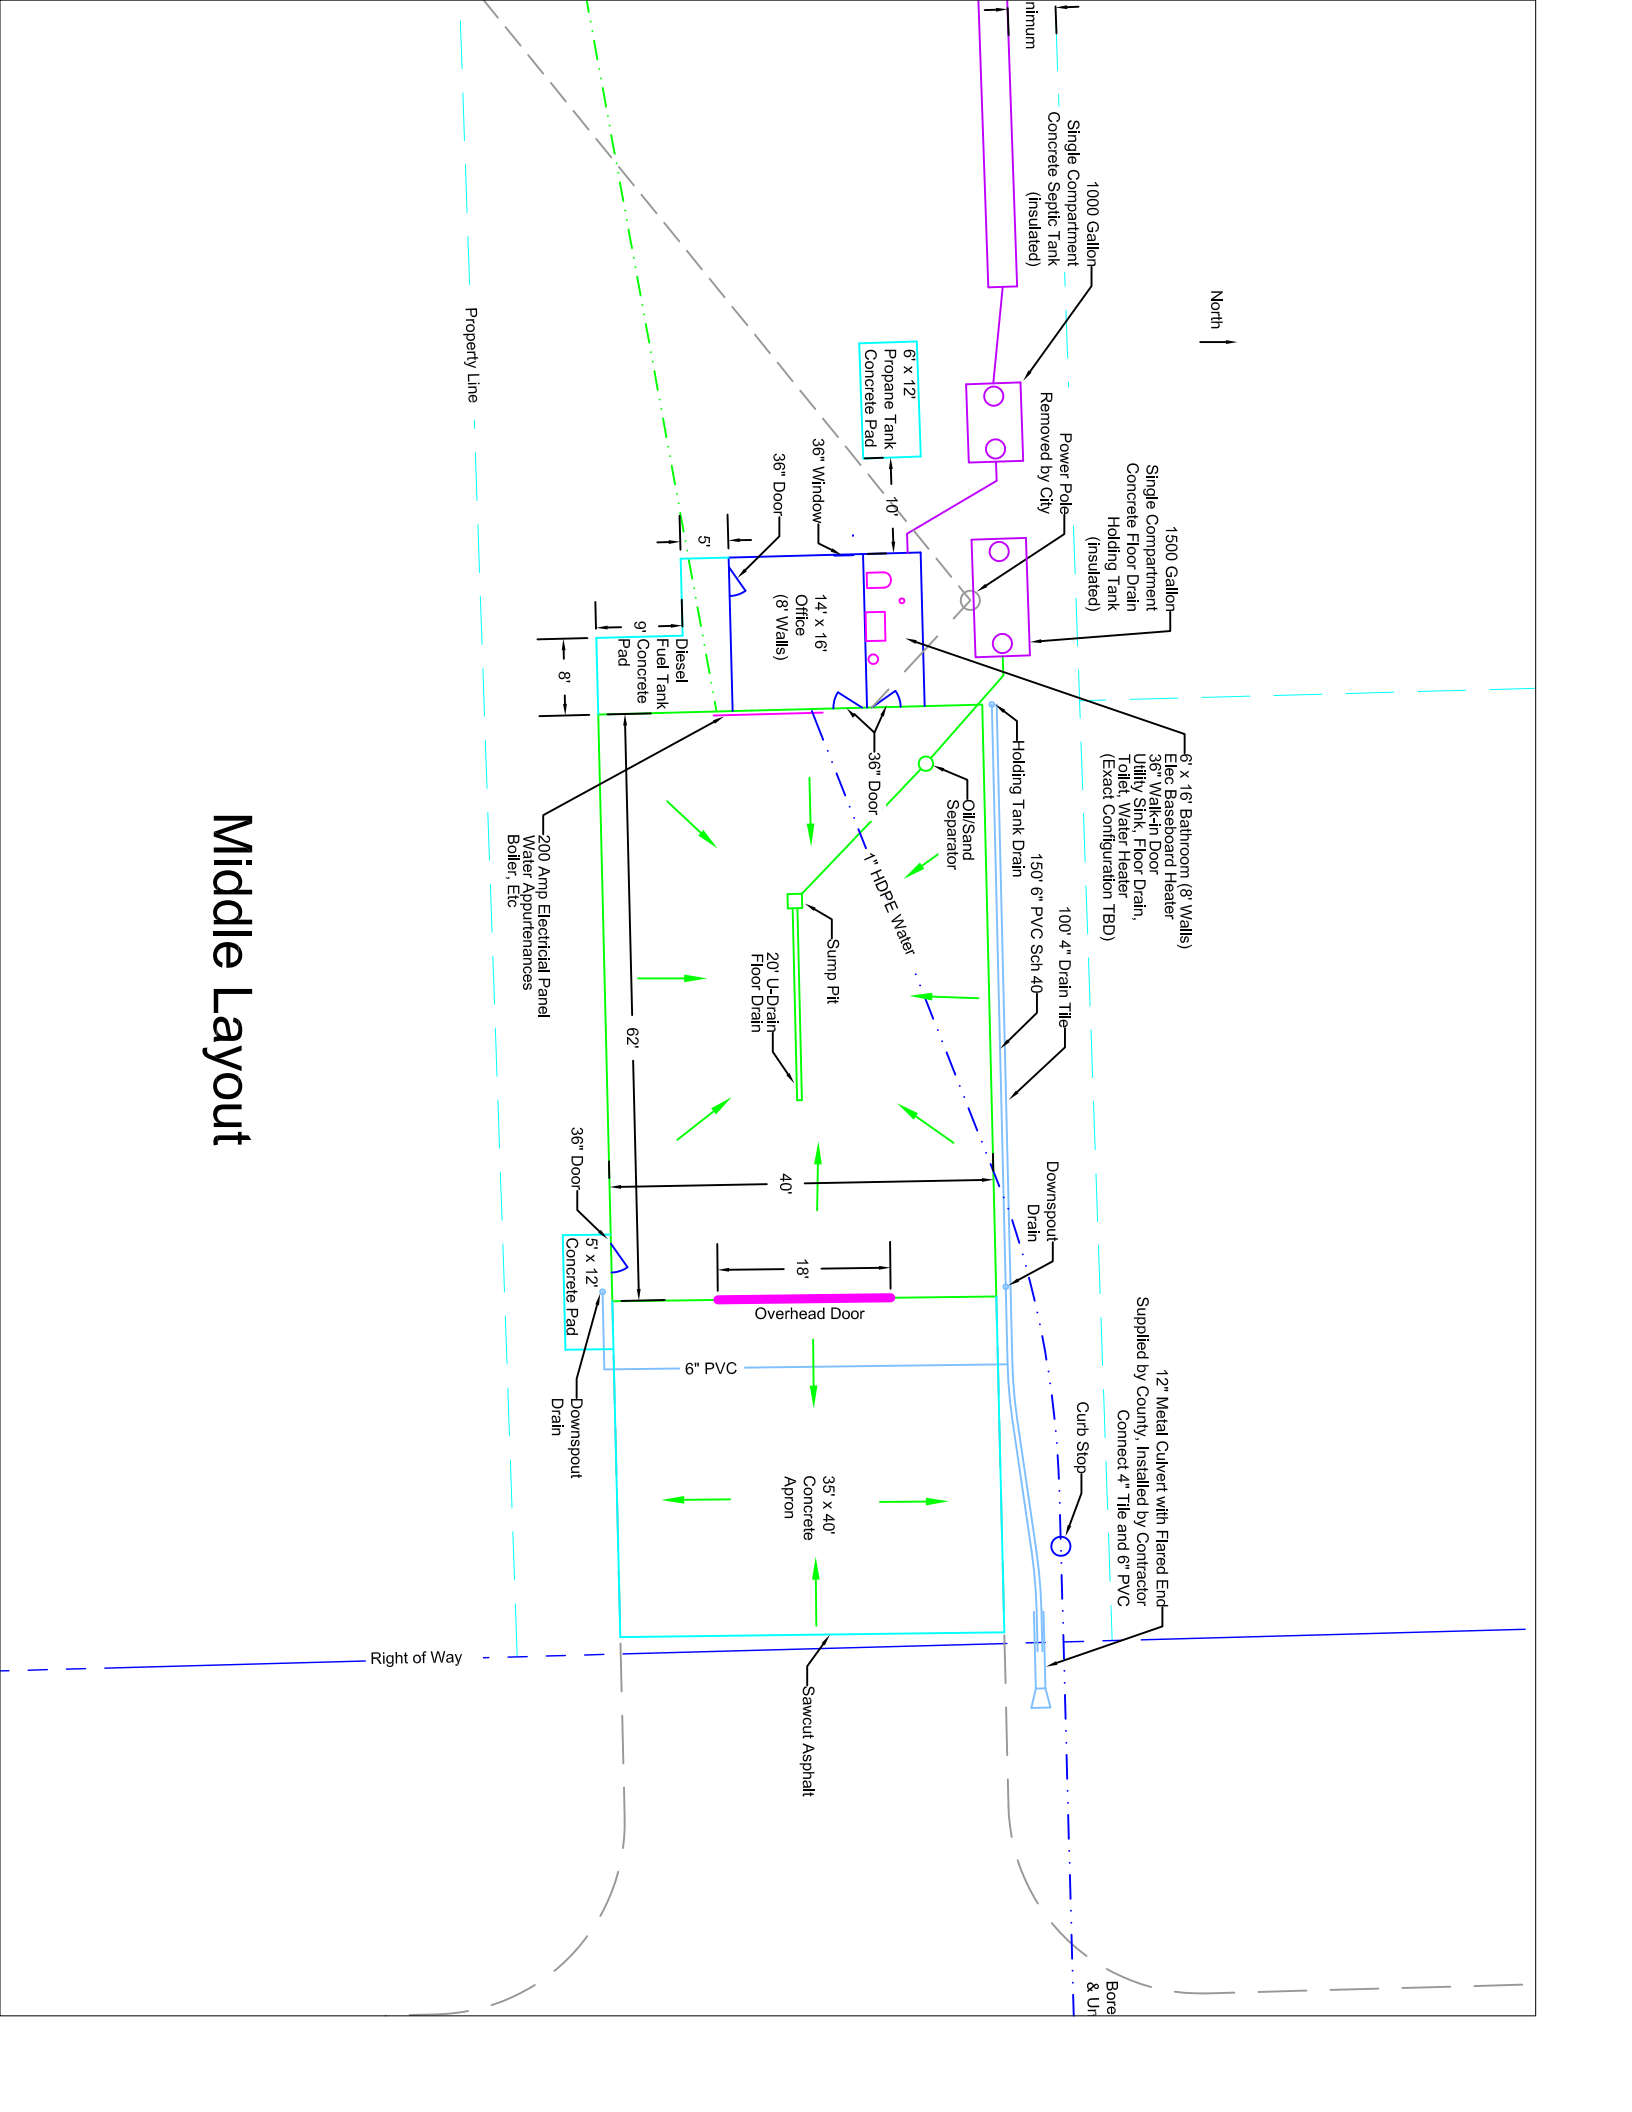 nimum
1000 Gallon
Single Compartment
Concrete Septic Tank
(insulated)
North
Power Pole
Removed by City
1500 Gallon
Single Compartment
Concrete Floor Drain
Holding Tank
(insulated)
6' x 12'
Propane Tank
Concrete Pad
10'
36" Window
36" Door
5'
Property Line
14' x 16'
Office
(8' Walls)
9'
8'
Diesel
Fuel Tank
Concrete
Pad
6' x 16' Bathroom (8' Walls)
Elec Baseboard Heater
36" Walk-in Door
Utility Sink, Floor Drain,
Toilet, Water Heater
(Exact Configuration TBD)
Holding Tank Drain
36" Door
Oil/Sand
Separator
150' 6" PVC Sch 40
100' 4" Drain Tile
1" HDPE Water
Sump Pit
20' U-Drain
Floor Drain
200 Amp Electricial Panel
Water Appurtenances
Boiler, Etc
62'
Middle Layout
40'
36" Door
5' x 12'
Concrete Pad
18'
Overhead Door
Downspout
Drain
6" PVC
Downspout
Drain
12" Metal Culvert with Flared End
Supplied by County, Installed by Contractor
Connect 4" Tile and 6" PVC
Curb Stop
35' x 40'
Concrete
Apron
Right of Way
Sawcut Asphalt
Bore
& Un